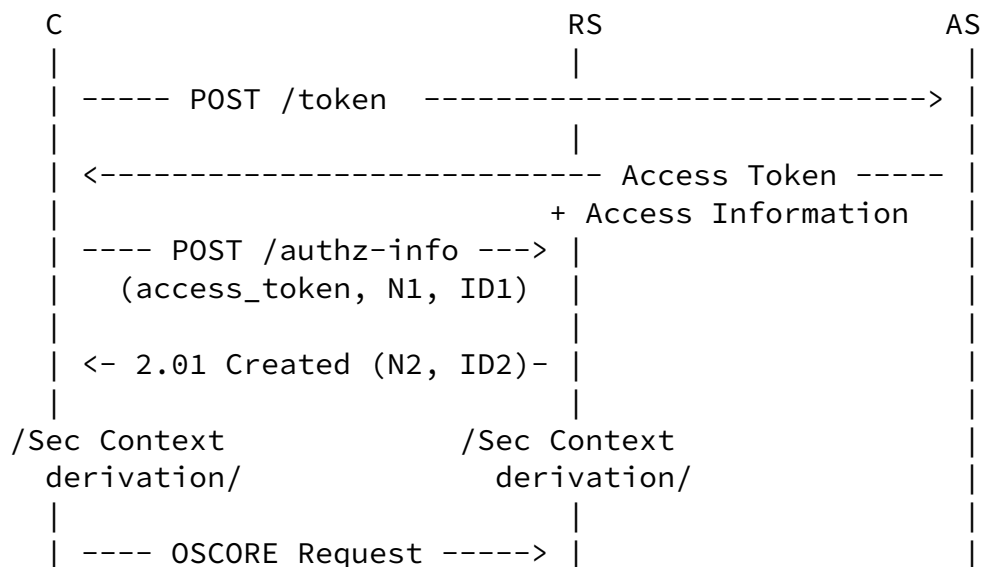 C                           RS                   AS
|                            |                     |
| ----- POST /token  ----------------------------> |
|                            |                     |
| <---------------------------- Access Token ----- |
|                           + Access Information   |
| ---- POST /authz-info ---> |                     |
|   (access_token, N1, ID1)  |                     |
|                            |                     |
| <- 2.01 Created (N2, ID2)- |                     |
|                            |                     |
/Sec Context             /Sec Context              |
  derivation/              derivation/             |
|                            |                     |
| ---- OSCORE Request -----> |                     |